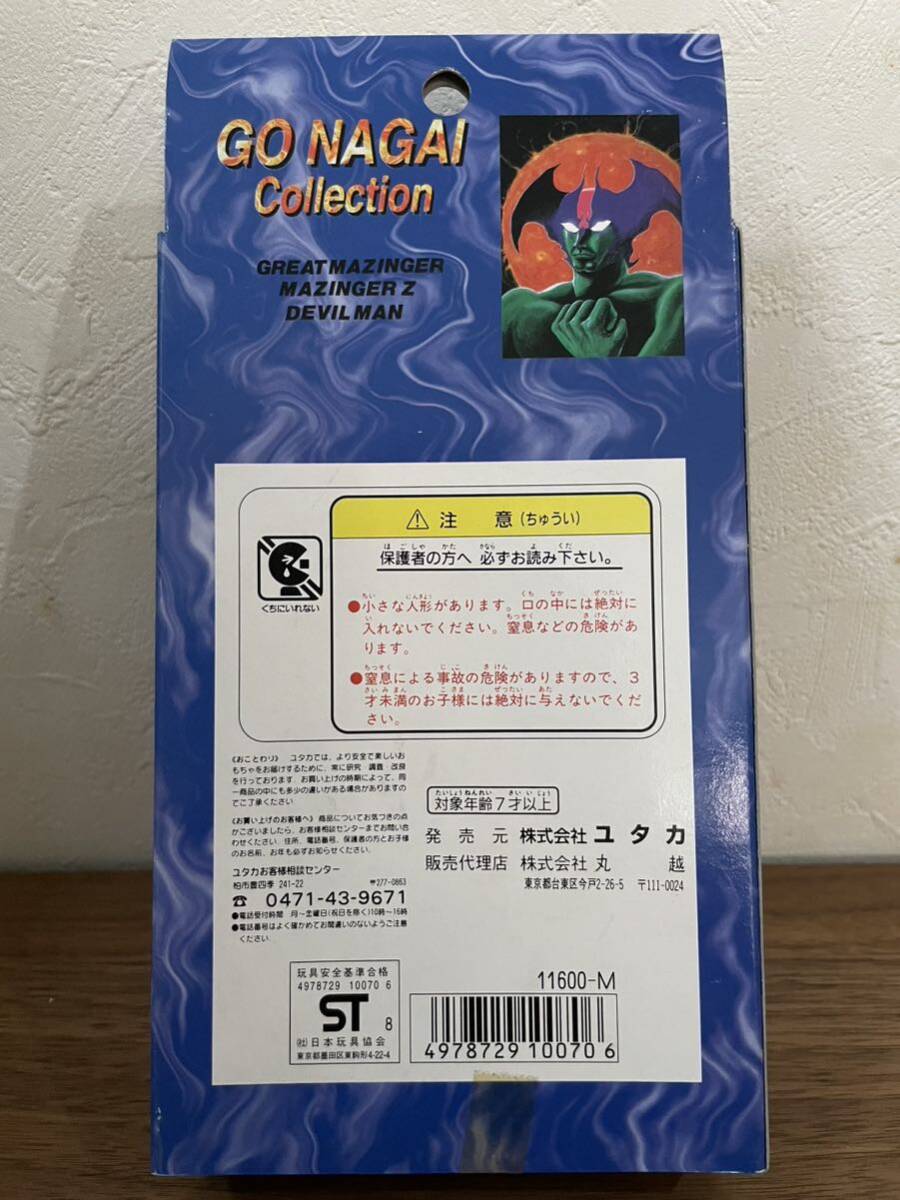 GO NAGAI
Collection
GREAT MAZINGER
MAZINGER Z
DEVILMAN
注 意(ちゅうい)
保護者の方へ 必ずお読み下さい。
くちにいれない
●小さな人形があります。口の中には絶対に
入れないでください。窒息などの危険があ
ります。
●窒息による事故の危険がありますので、3
才未満のお子様には絶対に与えないでくだ
さい。
《おことわり》 ユタカでは、より安全で楽しいお
もちゃをお届けするために、常に研究・調査・改良
を行っております。お買い上げの時期によって、同
一商品の中にも多少の違いがある場合がありますの
でご了承ください。
《お買い上げのお客様へ》 商品についてお気づきの点
がございましたら、お客様相談センターまでお問い合
わせください。住所、電話番号、保護者の方とお子様
のお名前、お年も必ずお知らせください。
ユタカお客様相談センター
柏市豊四季 241-22 〒277-0863
☎ 0471-43-9671
●電話受付時間 月～金曜日(祝日を除く)10時～16時
●電話番号はよく確かめてお間違いのないようご注意
ください。
対象年齢7才以上
発売元 株式会社 ユタカ
販売代理店 株式会社 丸越
東京都台東区今戸2-26-5 〒111-0024
玩具安全基準合格
4978729 10070 6
ST 8
㈳日本玩具協会
東京都墨田区東駒形4-22-4
11600-M
4 978729 100706